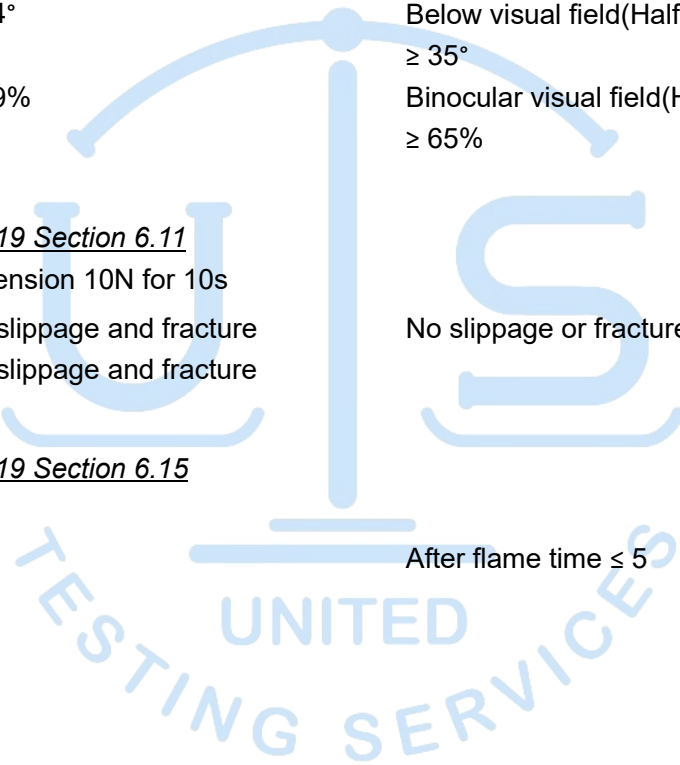 4° Below visual field(Half
≥ 35°
9% Binocular visual field(H
≥ 65%
19 Section 6.11
ension 10N for 10s
slippage and fracture No slippage or fracture
slippage and fracture
19 Section 6.15
After flame time ≤ 5
U S
UNITED
TESTING SERVICES